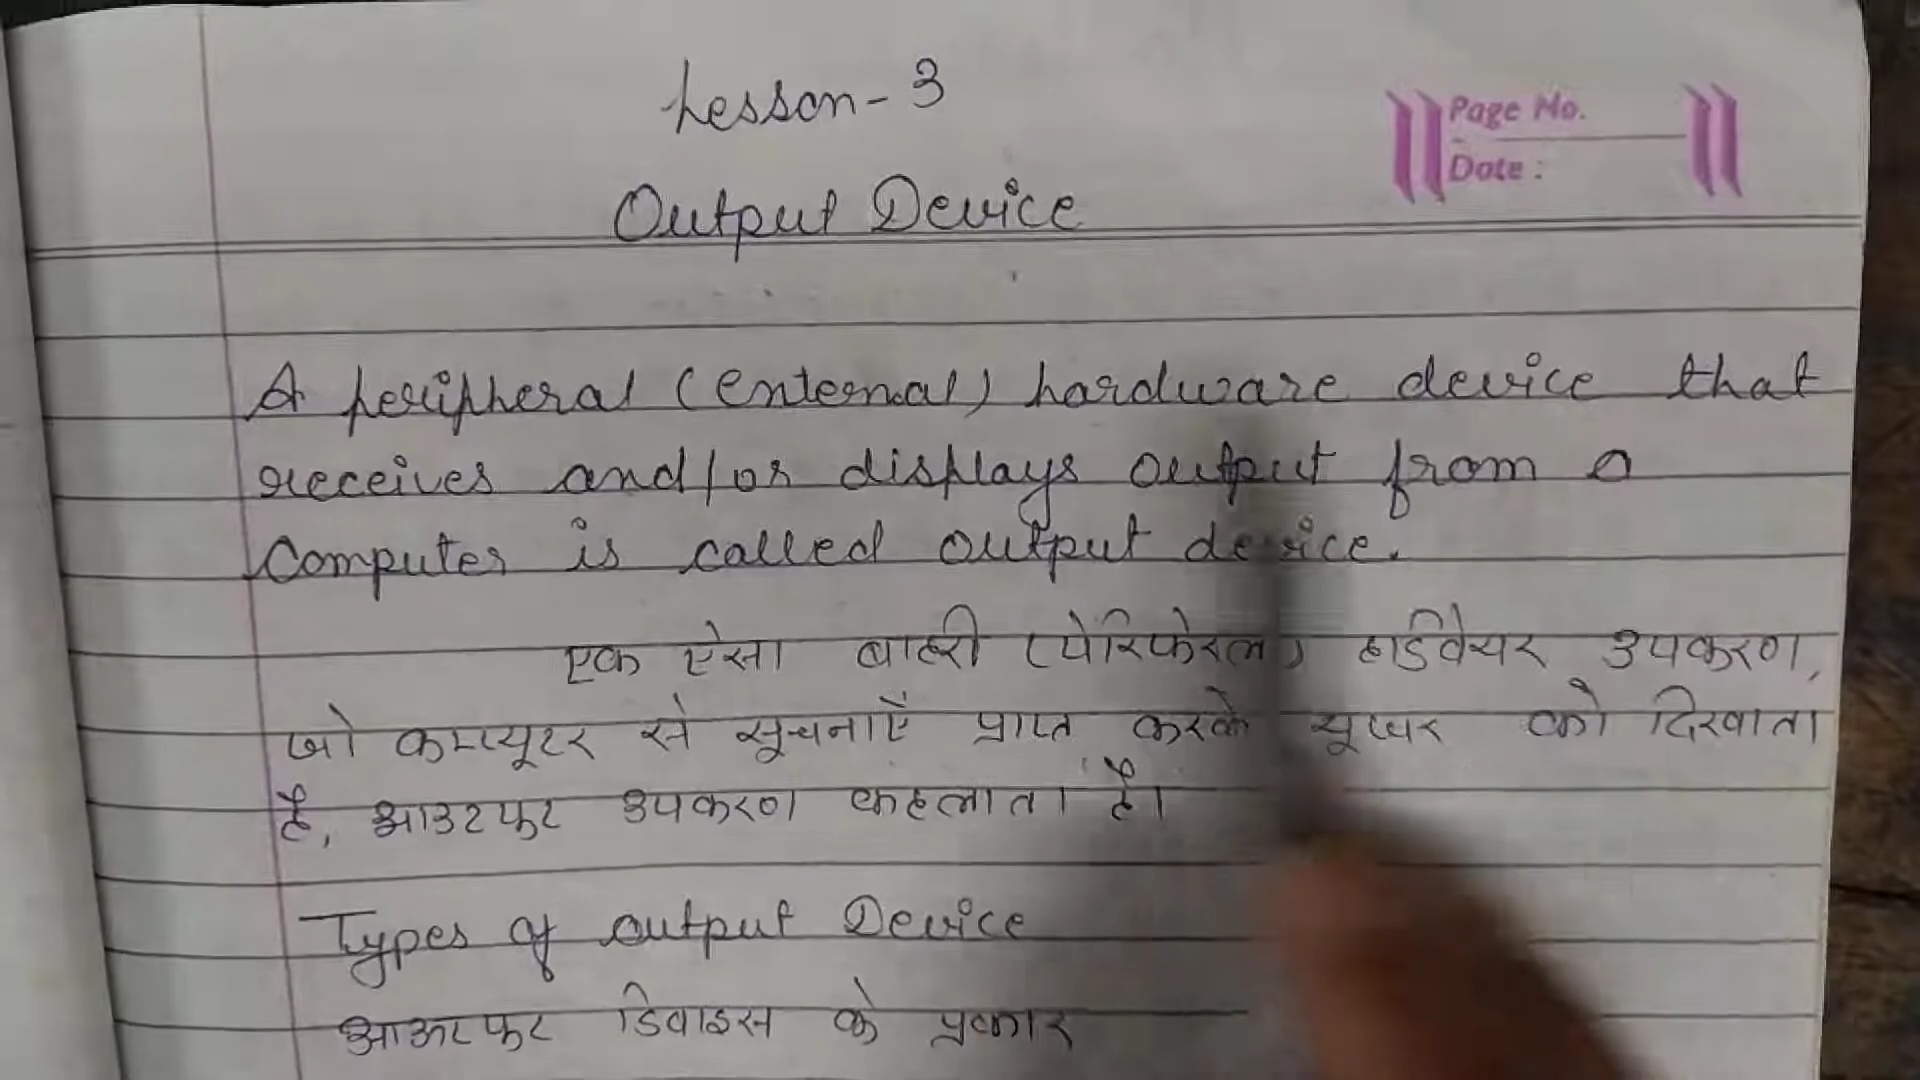 Lesson - 3
Page No.
Date :
Output Device
A peripheral (external) hardware device that
receives and/or displays output from a
Computer is called output device.
एक ऐसा बाहरी (पेरिफेरल) हार्डवेयर उपकरण,
जो कम्प्यूटर से सूचनाएँ प्राप्त करके यूजर को दिखाता
है, आउटपुट उपकरण कहलाता है।
Types of output Device
आऊटपुट डिवाइस के प्रकार